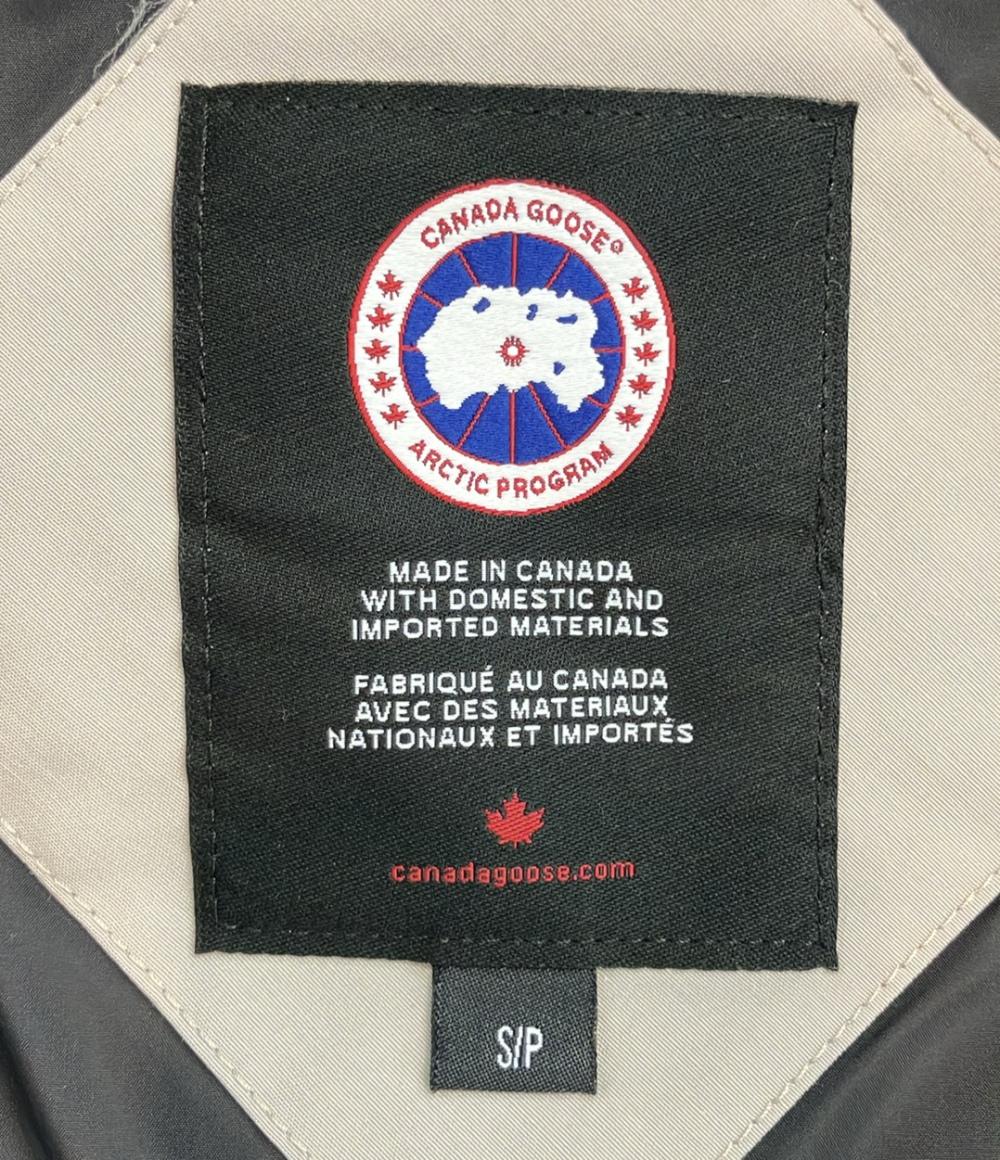 CANADA GOOSE®
ARCTIC PROGRAM
MADE IN CANADA
WITH DOMESTIC AND
IMPORTED MATERIALS
FABRIQUÉ AU CANADA
AVEC DES MATERIAUX
NATIONAUX ET IMPORTÉS
canadagoose.com
S/P